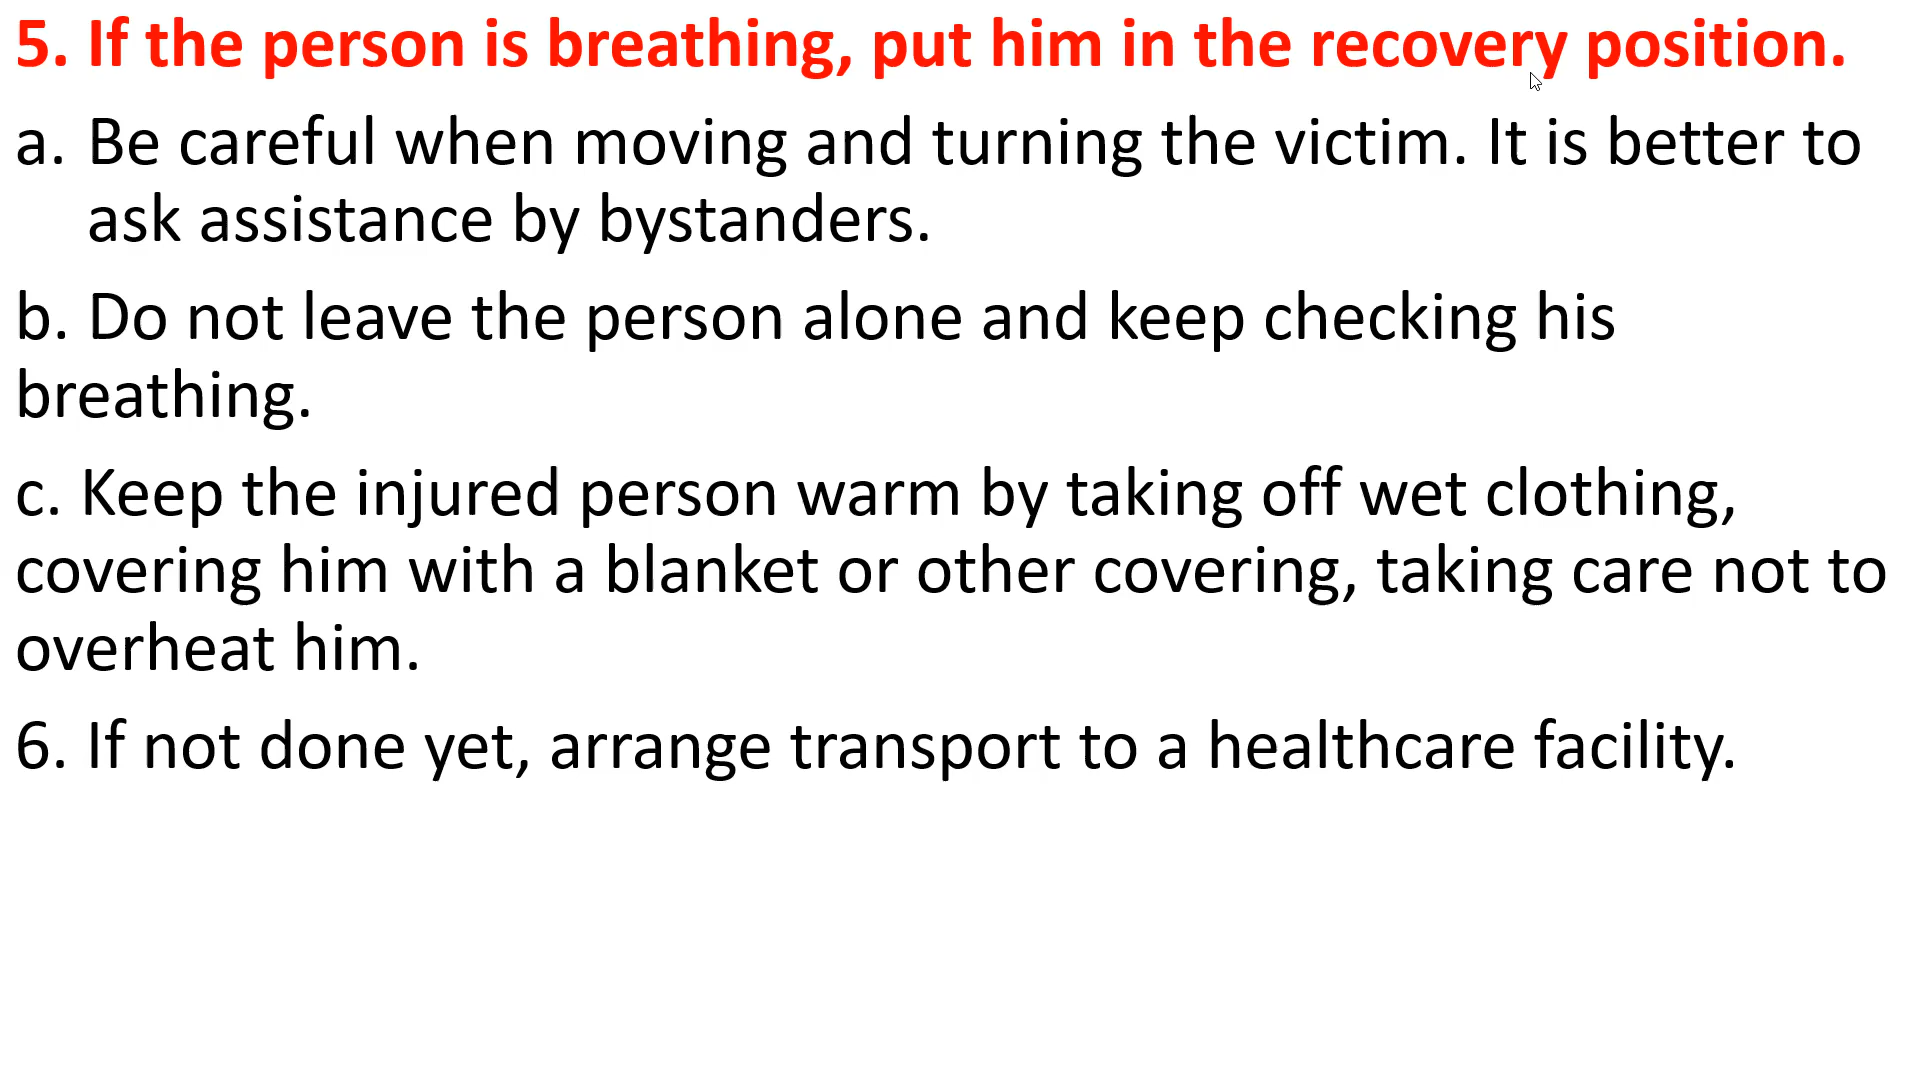 5. If the person is breathing, put him in the recovery position.
a. Be careful when moving and turning the victim. It is better to
ask assistance by bystanders.
b. Do not leave the person alone and keep checking his
breathing.
c. Keep the injured person warm by taking off wet clothing,
covering him with a blanket or other covering, taking care not to
overheat him.
6. If not done yet, arrange transport to a healthcare facility.